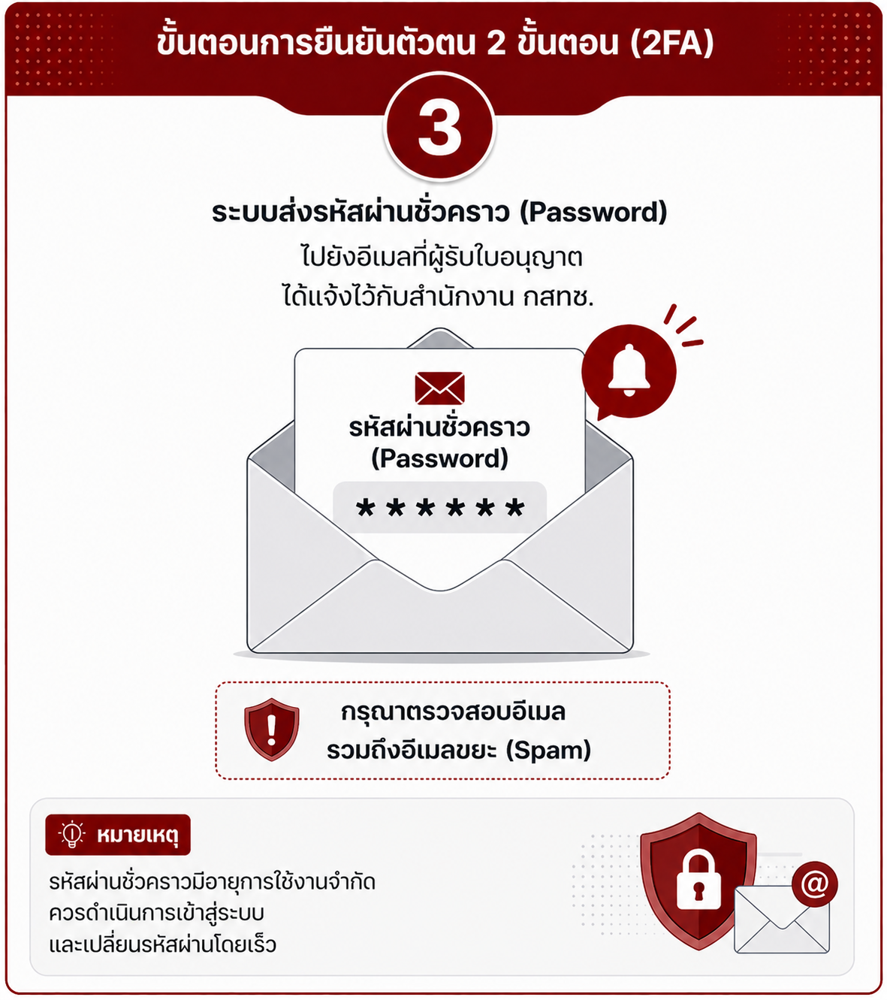 ขั้นตอนการยืนยันตัวตน 2 ขั้นตอน (2FA)
3
ระบบส่งรหัสผ่านชั่วคราว (Password)
ไปยังอีเมลที่ผู้รับใบอนุญาต
ได้แจ้งไว้กับสำนักงาน กสทช.
รหัสผ่านชั่วคราว
(Password)
* * * * * *
กรุณาตรวจสอบอีเมล
รวมถึงอีเมลขยะ (Spam)
หมายเหตุ
รหัสผ่านชั่วคราวมีอายุการใช้งานจำกัด
ควรดำเนินการเข้าสู่ระบบ
และเปลี่ยนรหัสผ่านโดยเร็ว
@